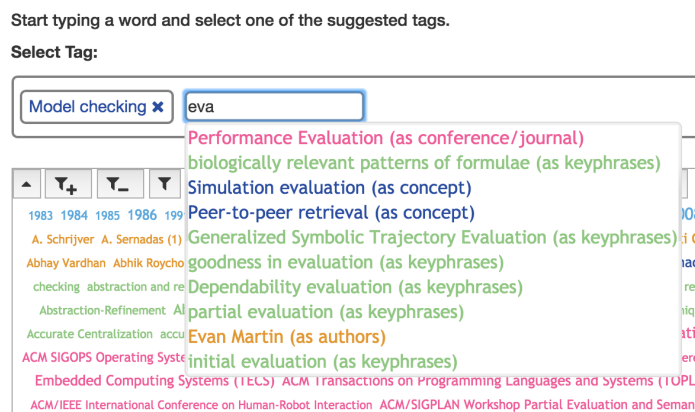 Start typing a word and select one of the suggested tags.
Select Tag:
Model checking × eva
Performance Evaluation (as conference/journal)
biologically relevant patterns of formulae (as keyphrases)
Simulation evaluation (as concept)
Peer-to-peer retrieval (as concept)
Generalized Symbolic Trajectory Evaluation (as keyphrases)
goodness in evaluation (as keyphrases)
Dependability evaluation (as keyphrases)
partial evaluation (as keyphrases)
Evan Martin (as authors)
initial evaluation (as keyphrases)
1983 1984 1985 1986
A. Schrijver A. Sernadas (1)
Abhay Vardhan Abhik
checking abstraction and
Abstraction-Refinement
Accurate Centralization
ACM SIGOPS Operating
Embedded Computing Systems (TECS) ACM Transactions on Programming Languages and Systems (TOPL
ACM/IEEE International Conference on Human-Robot Interaction ACM/SIGPLAN Workshop Partial Evaluation and